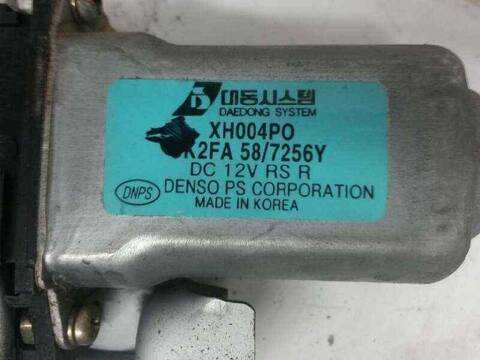 D 대동시스템
DAEDONG SYSTEM
XH004PO
K2FA 58/7256Y
DC 12V RS R
DNPS DENSO PS CORPORATION
MADE IN KOREA